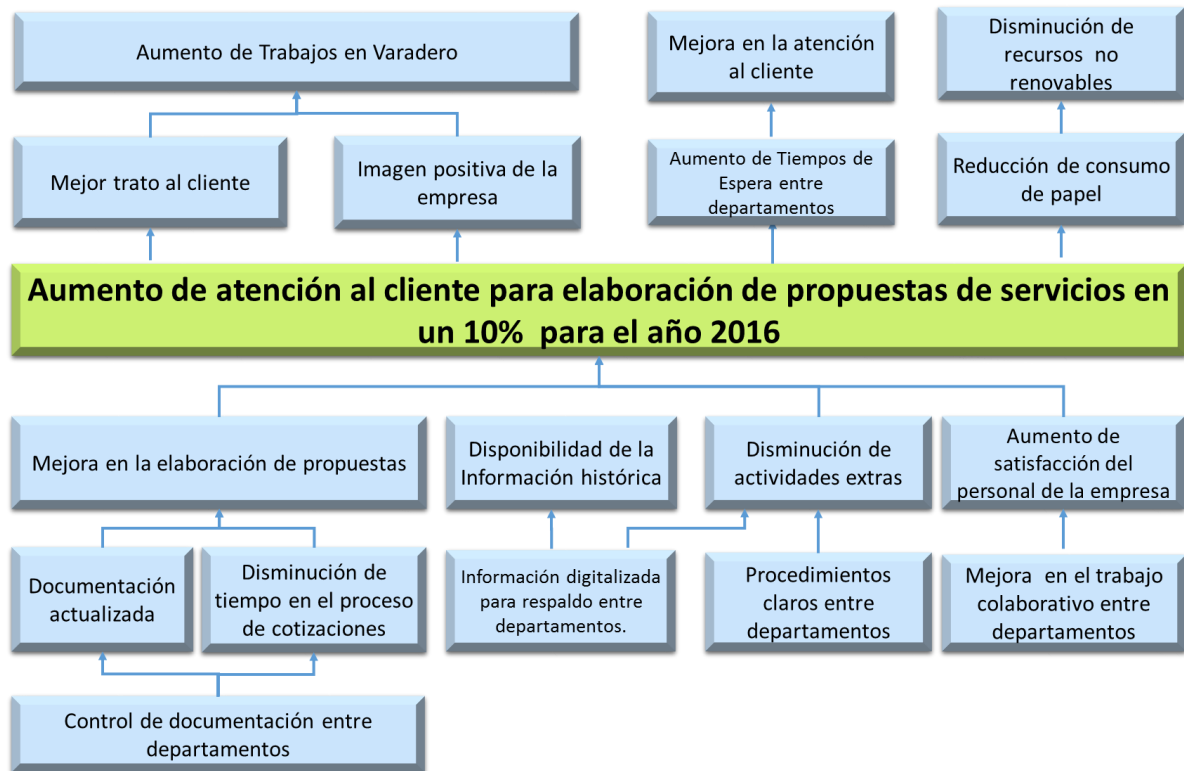 Aumento de Trabajos en Varadero
Mejora en la atención
al cliente
Disminución de
recursos no
renovables
Mejor trato al cliente
Imagen positiva de la
empresa
Aumento de Tiempos de
Espera entre
departamentos
Reducción de consumo
de papel
Aumento de atención al cliente para elaboración de propuestas de servicios en
un 10% para el año 2016
Mejora en la elaboración de propuestas
Disponibilidad de la
Información histórica
Disminución de
actividades extras
Aumento de
satisfacción del
personal de la empresa
Documentación
actualizada
Disminución de
tiempo en el proceso
de cotizaciones
Información digitalizada
para respaldo entre
departamentos.
Procedimientos
claros entre
departamentos
Mejora en el trabajo
colaborativo entre
departamentos
Control de documentación entre
departamentos